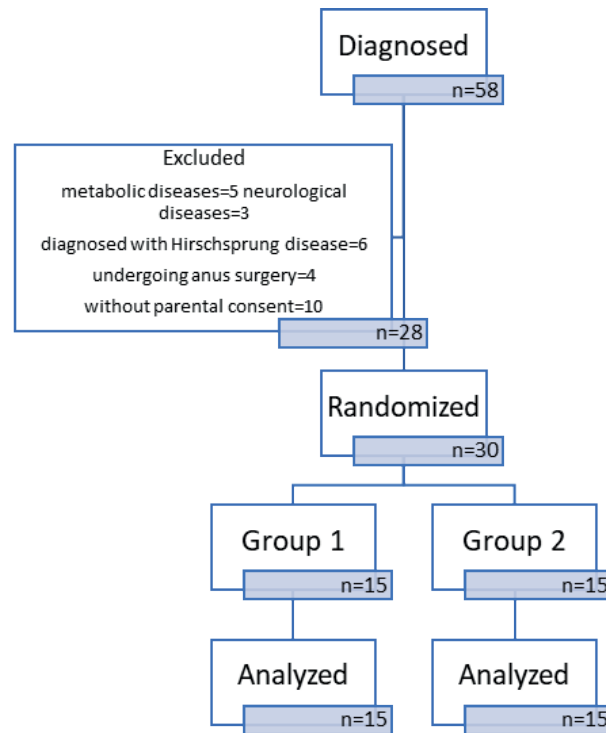 Diagnosed
n=58
Excluded
metabolic diseases=5 neurological
diseases=3
diagnosed with Hirschsprung disease=6
undergoing anus surgery=4
without parental consent=10
n=28
Randomized
n=30
Group 1
n=15
Group 2
n=15
Analyzed
n=15
Analyzed
n=15